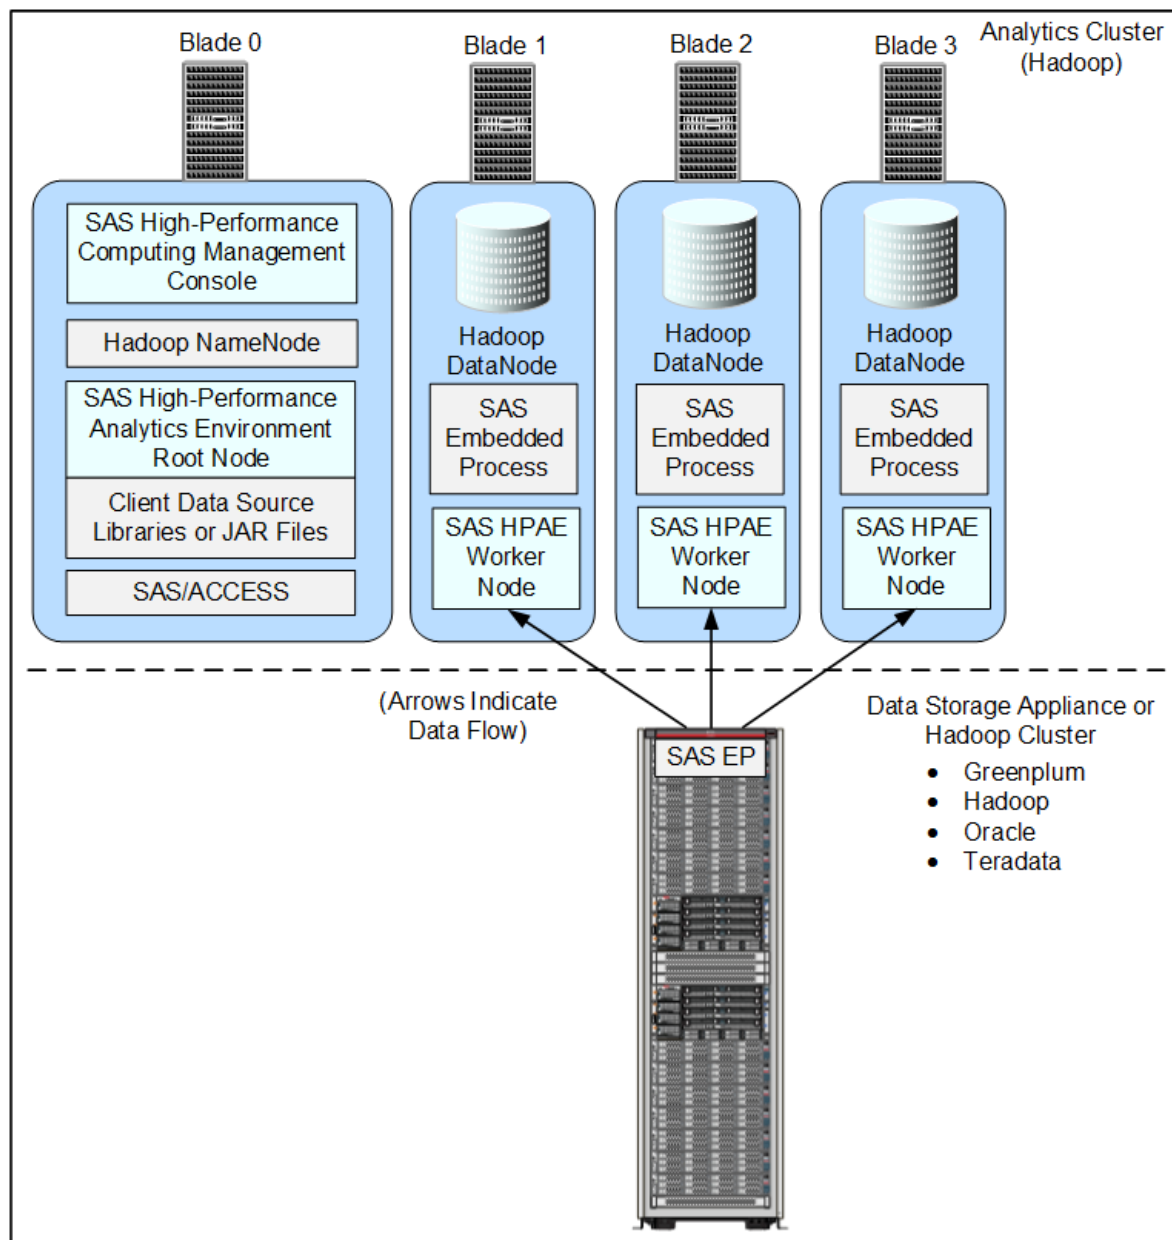 Blade 0
Blade 1
Blade 2
Blade 3
Analytics Cluster
(Hadoop)
SAS High-Performance
Computing Management
Console
Hadoop NameNode
SAS High-Performance
Analytics Environment
Root Node
Client Data Source
Libraries or JAR Files
SAS/ACCESS
Hadoop
DataNode
SAS
Embedded
Process
SAS HPAE
Worker
Node
Hadoop
DataNode
SAS
Embedded
Process
SAS HPAE
Worker
Node
Hadoop
DataNode
SAS
Embedded
Process
SAS HPAE
Worker
Node
(Arrows Indicate
Data Flow)
SAS EP
Data Storage Appliance or
Hadoop Cluster
• Greenplum
• Hadoop
• Oracle
• Teradata